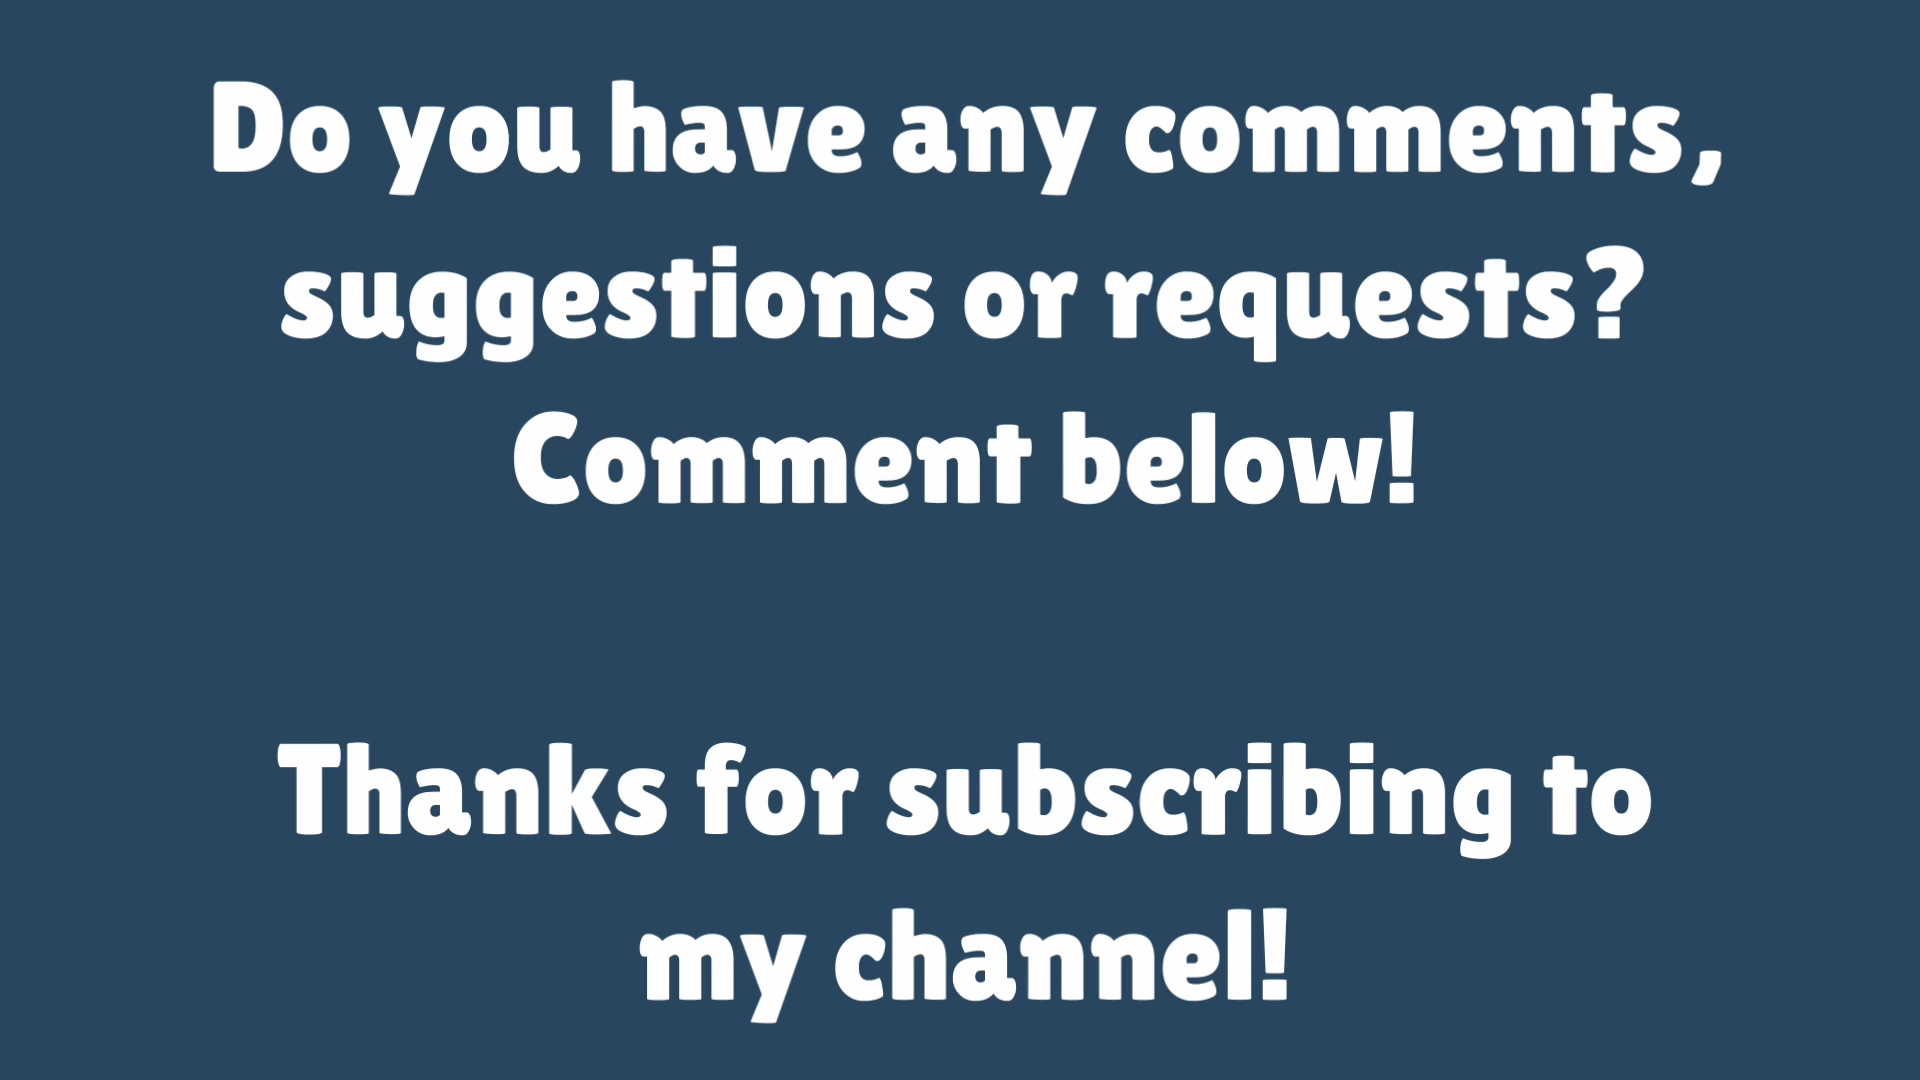 Do you have any comments,
suggestions or requests?
Comment below!
Thanks for subscribing to
my channel!